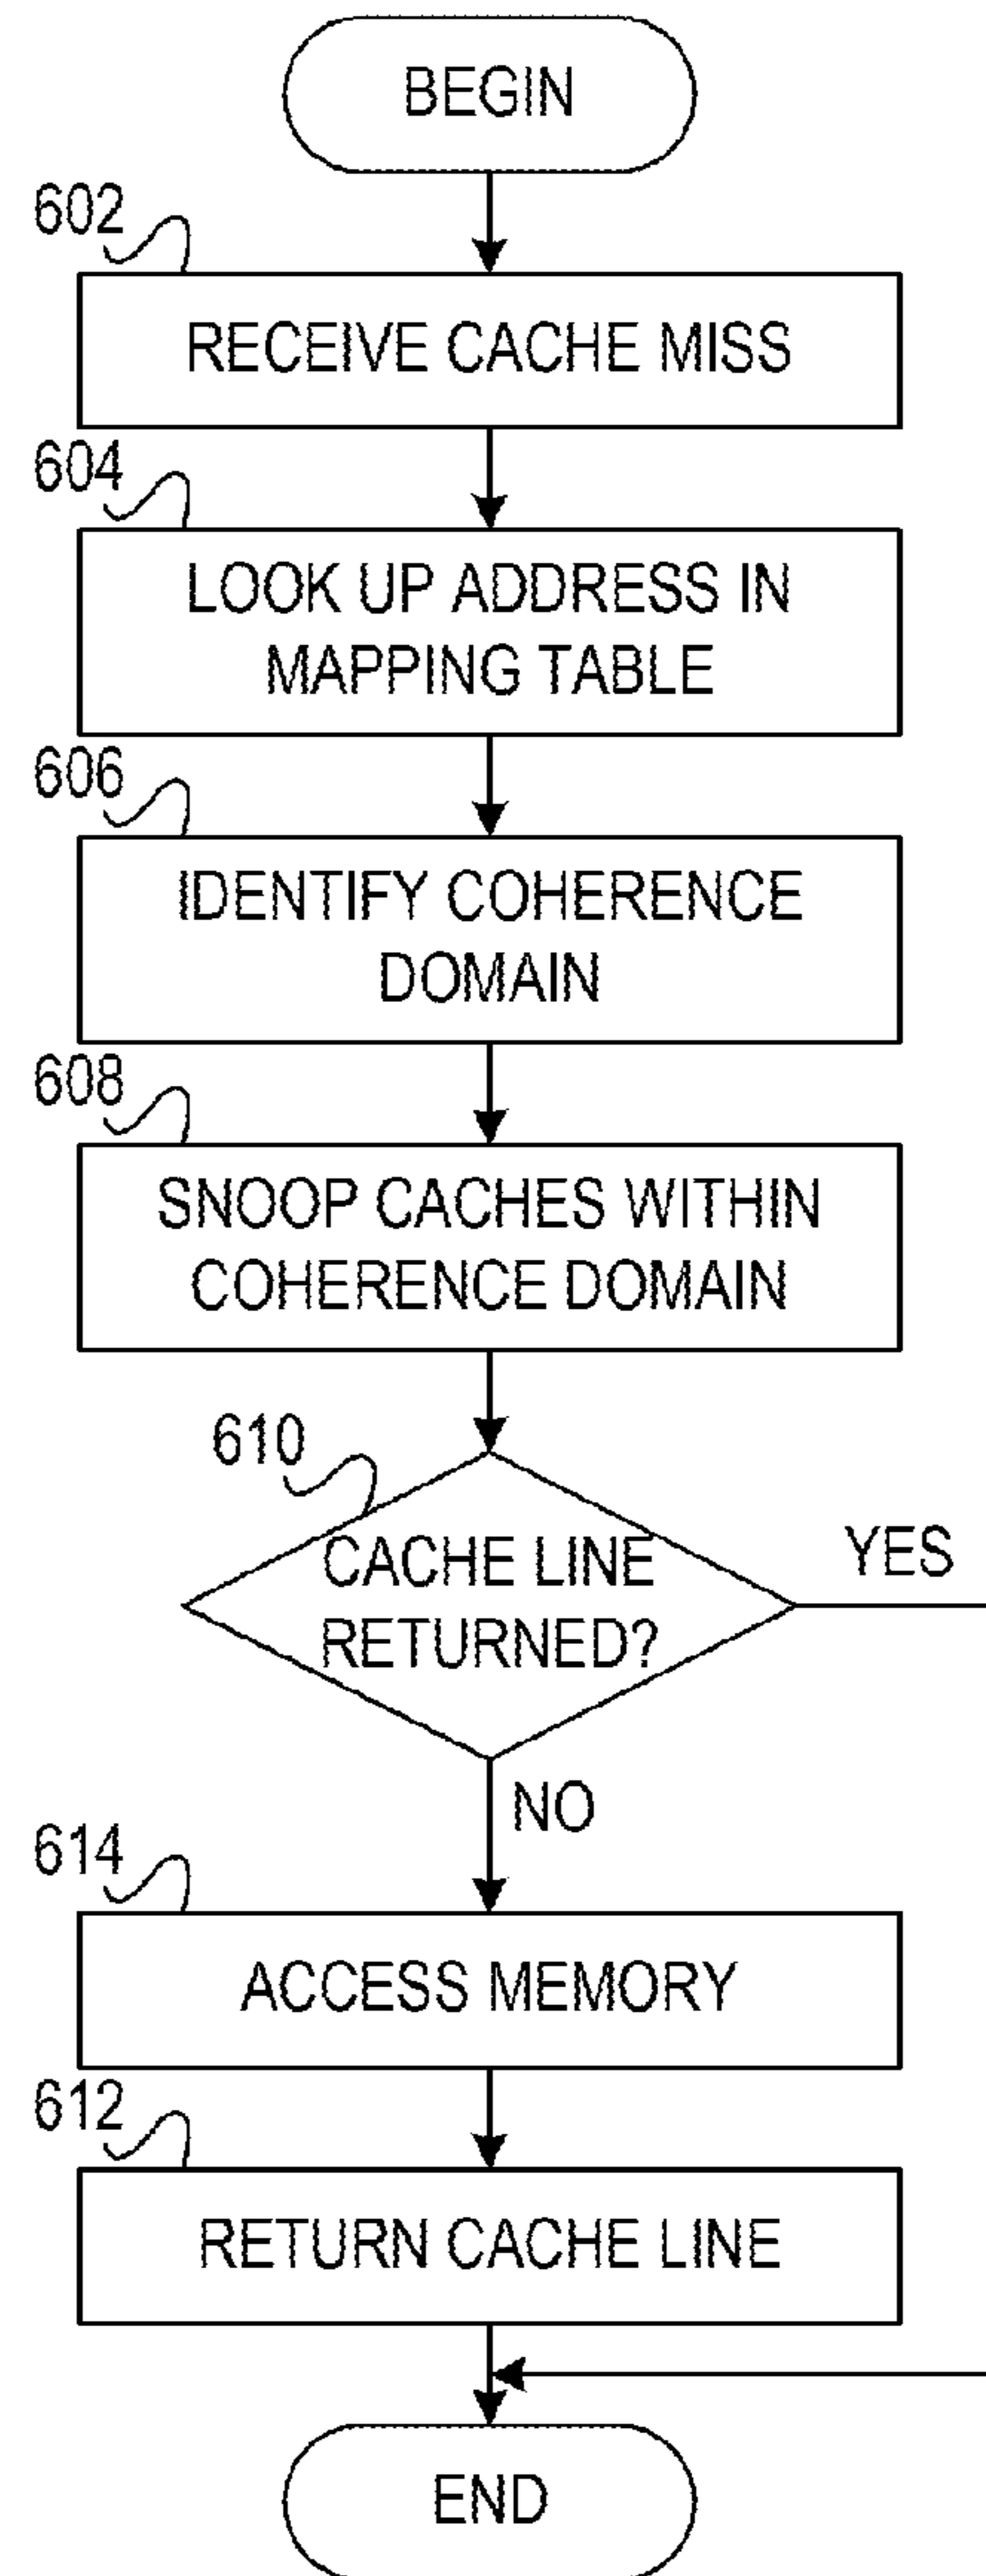 BEGIN
602
RECEIVE CACHE MISS
604
LOOK UP ADDRESS IN
MAPPING TABLE
606
IDENTIFY COHERENCE
DOMAIN
608
SNOOP CACHES WITHIN
COHERENCE DOMAIN
610
CACHE LINE
RETURNED?
YES
NO
614
ACCESS MEMORY
612
RETURN CACHE LINE
END